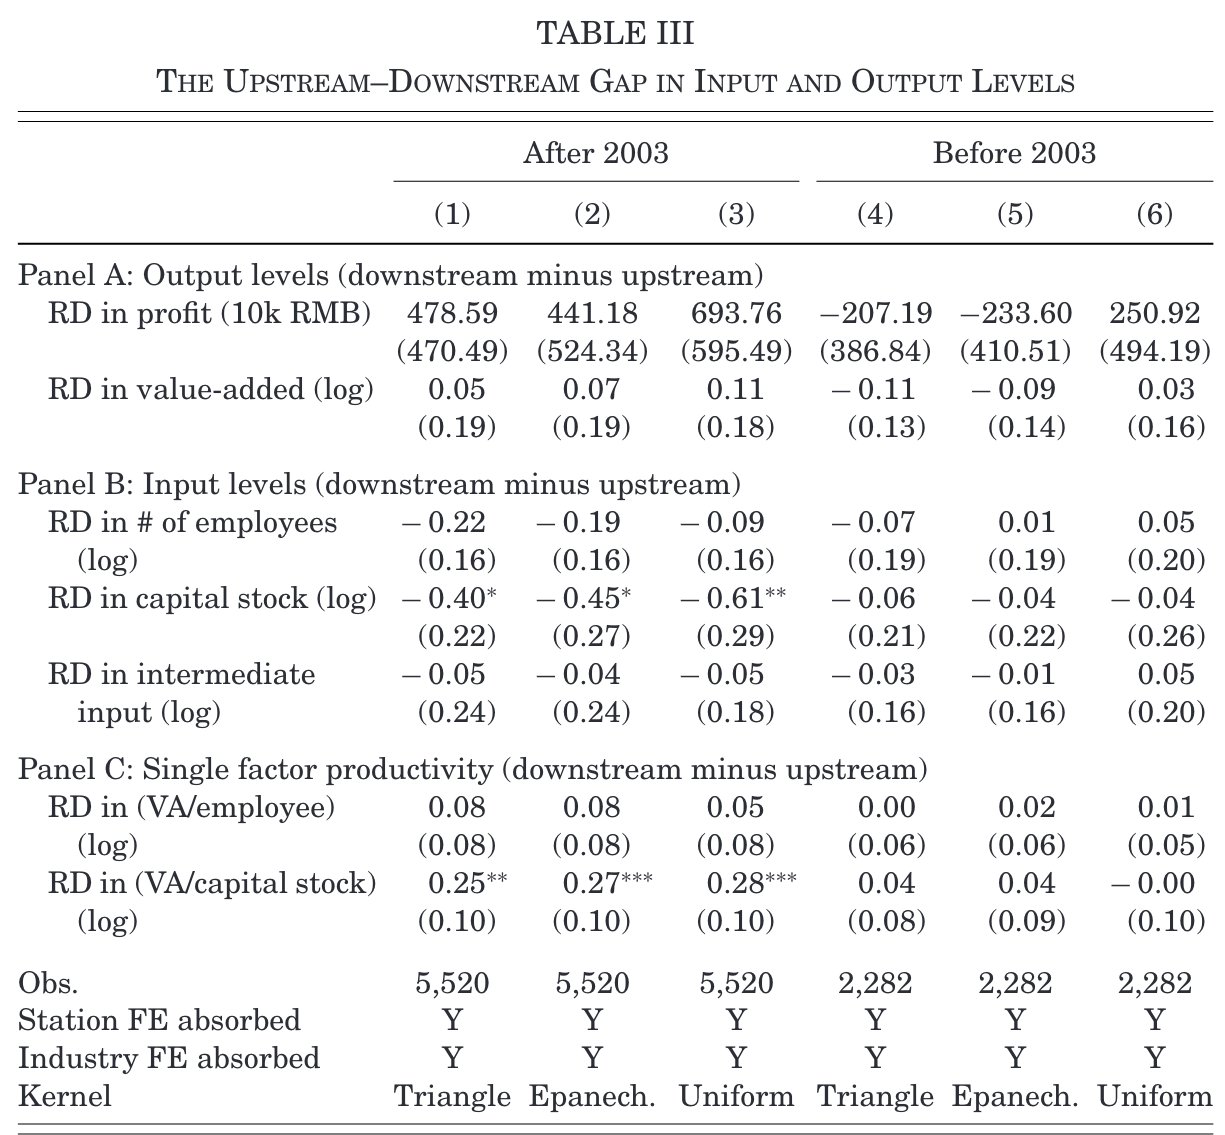 TABLE III
THE UPSTREAM–DOWNSTREAM GAP IN INPUT AND OUTPUT LEVELS
After 2003 Before 2003
(1) (2) (3) (4) (5) (6)
Panel A: Output levels (downstream minus upstream)
RD in profit (10k RMB) 478.59 441.18 693.76 −207.19 −233.60 250.92
(470.49) (524.34) (595.49) (386.84) (410.51) (494.19)
RD in value-added (log) 0.05 0.07 0.11 −0.11 −0.09 0.03
(0.19) (0.19) (0.18) (0.13) (0.14) (0.16)
Panel B: Input levels (downstream minus upstream)
RD in # of employees −0.22 −0.19 −0.09 −0.07 0.01 0.05
(log) (0.16) (0.16) (0.16) (0.19) (0.19) (0.20)
RD in capital stock (log) −0.40* −0.45* −0.61** −0.06 −0.04 −0.04
(0.22) (0.27) (0.29) (0.21) (0.22) (0.26)
RD in intermediate −0.05 −0.04 −0.05 −0.03 −0.01 0.05
input (log) (0.24) (0.24) (0.18) (0.16) (0.16) (0.20)
Panel C: Single factor productivity (downstream minus upstream)
RD in (VA/employee) 0.08 0.08 0.05 0.00 0.02 0.01
(log) (0.08) (0.08) (0.08) (0.06) (0.06) (0.05)
RD in (VA/capital stock) 0.25** 0.27*** 0.28*** 0.04 0.04 −0.00
(log) (0.10) (0.10) (0.10) (0.08) (0.09) (0.10)
Obs. 5,520 5,520 5,520 2,282 2,282 2,282
Station FE absorbed Y Y Y Y Y Y
Industry FE absorbed Y Y Y Y Y Y
Kernel Triangle Epanech. Uniform Triangle Epanech. Uniform